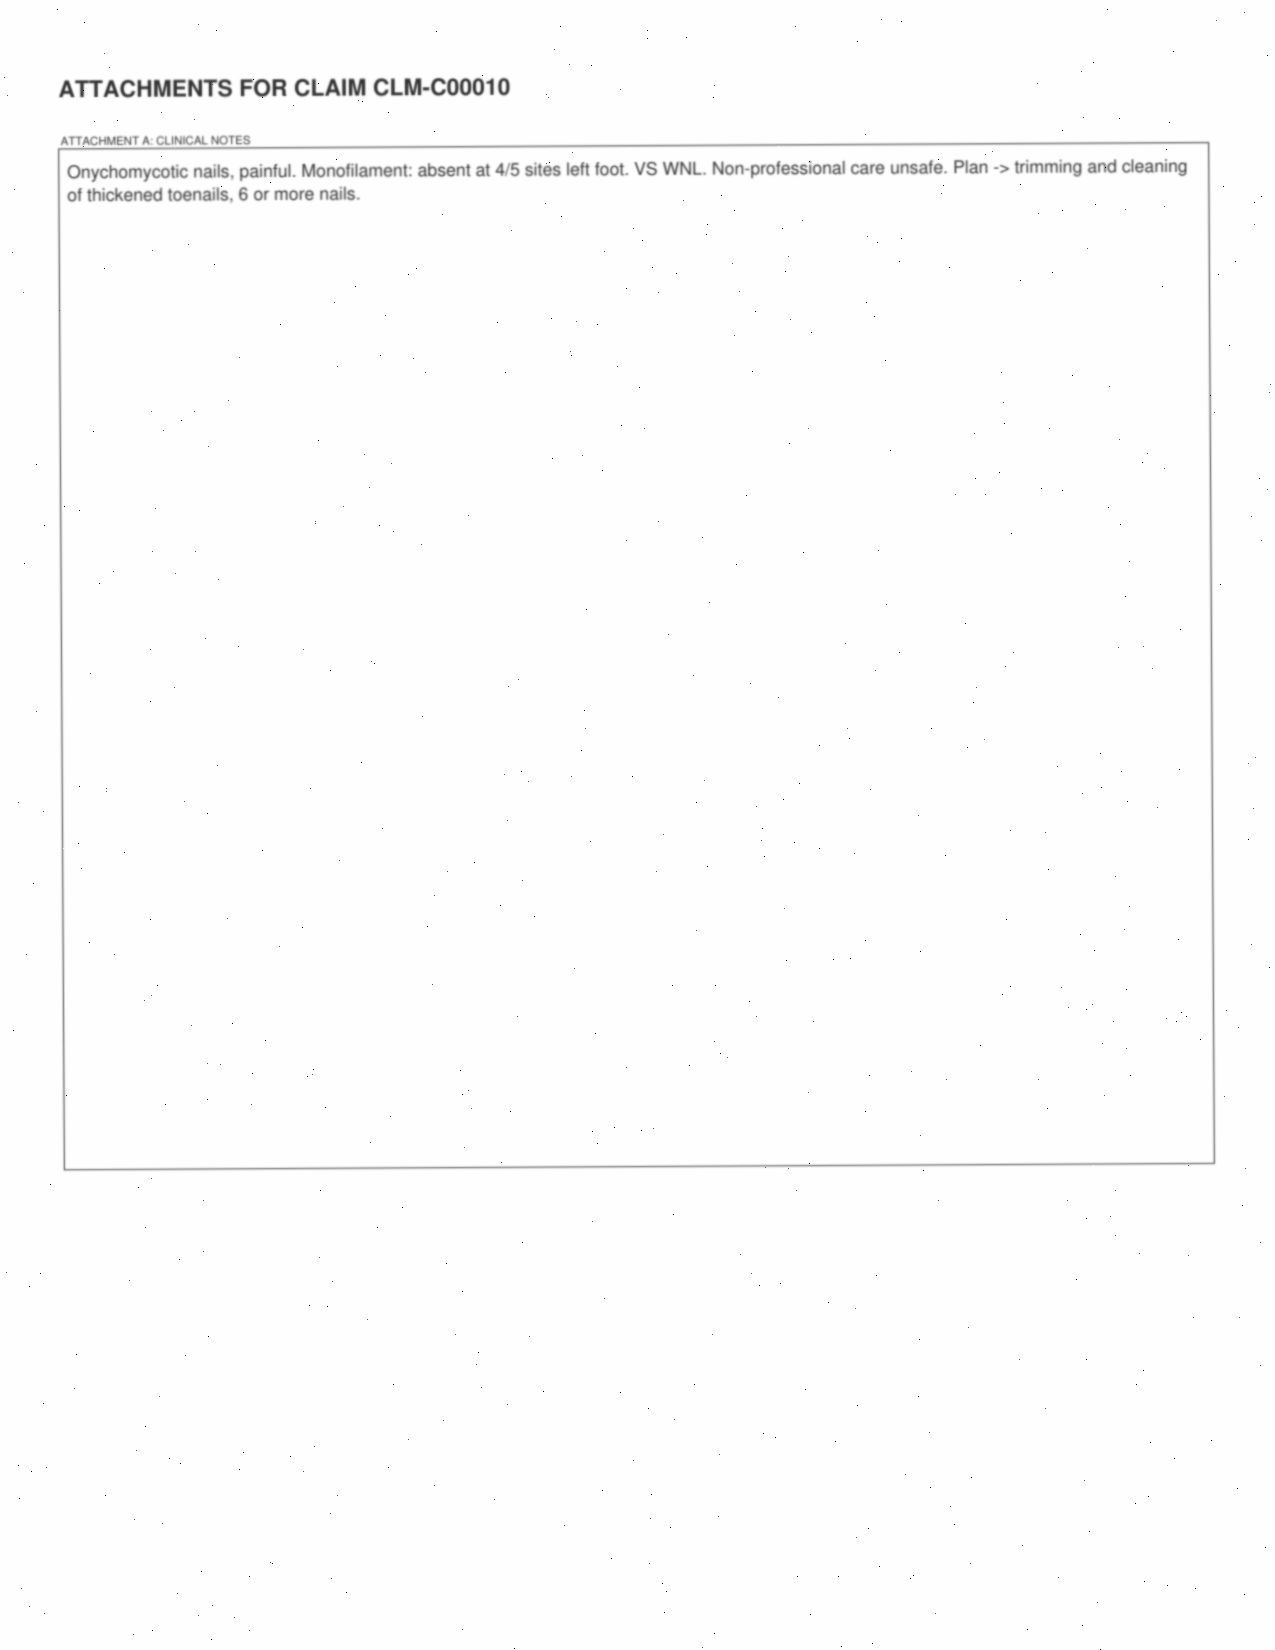 ATTACHMENTS FOR CLAIM CLM-C00010
ATTACHMENT A: CLINICAL NOTES
Onychomycotic nails, painful. Monofilament: absent at 4/5 sites left foot. VS WNL. Non-professional care unsafe. Plan -> trimming and cleaning
of thickened toenails, 6 or more nails.